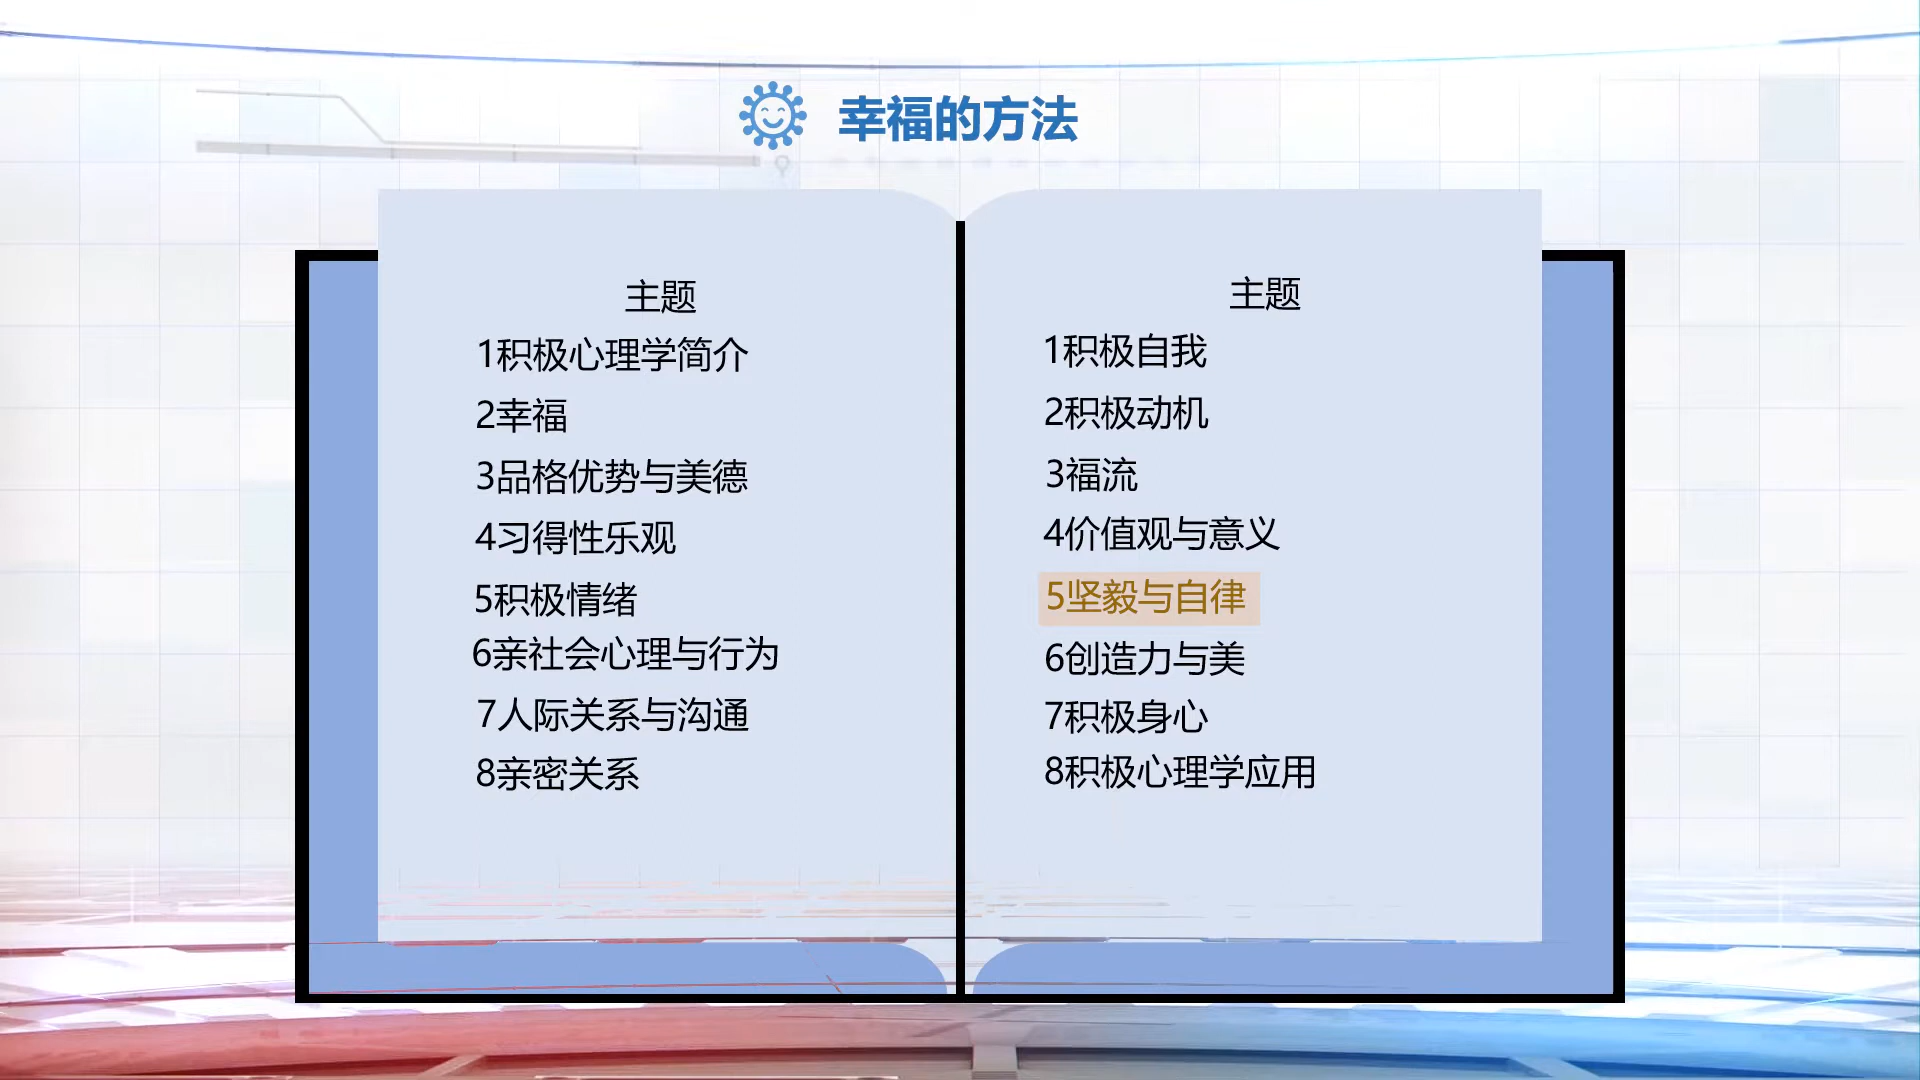 幸福的方法
主题
1积极心理学简介
2幸福
3品格优势与美德
4习得性乐观
5积极情绪
6亲社会心理与行为
7人际关系与沟通
8亲密关系
主题
1积极自我
2积极动机
3福流
4价值观与意义
5坚毅与自律
6创造力与美
7积极身心
8积极心理学应用